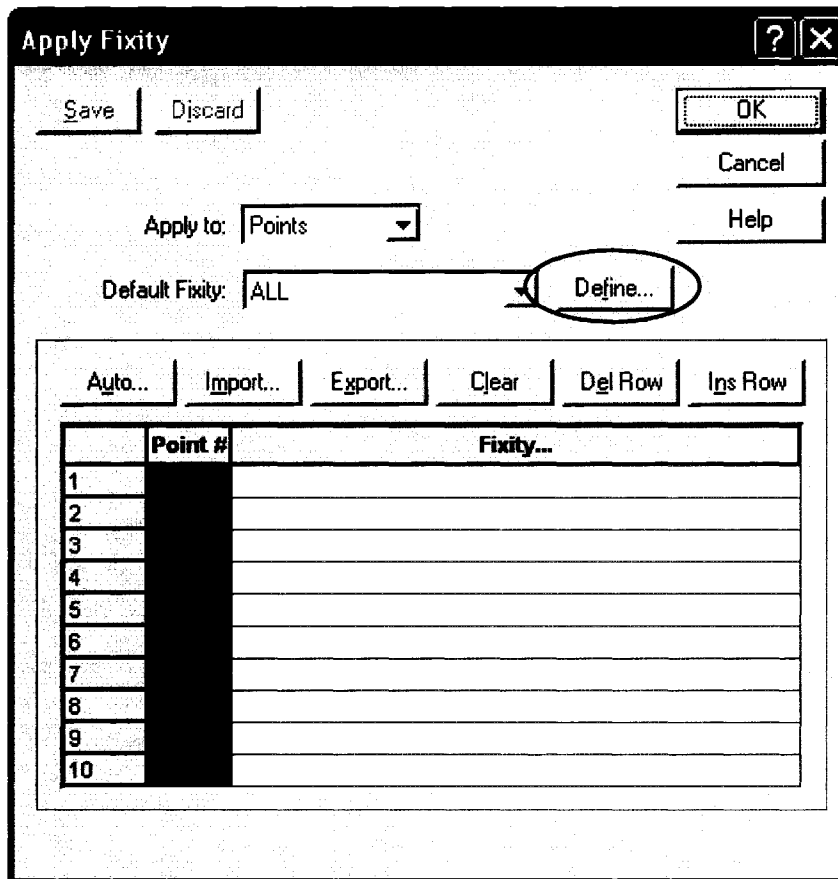 Apply Fixity ? X
Save Discard OK
Cancel
Apply to: Points Help
Default Fixity: ALL Define...
Auto... Import... Export... Clear Del Row Ins Row
Point # Fixity...
1
2
3
4
5
6
7
8
9
10